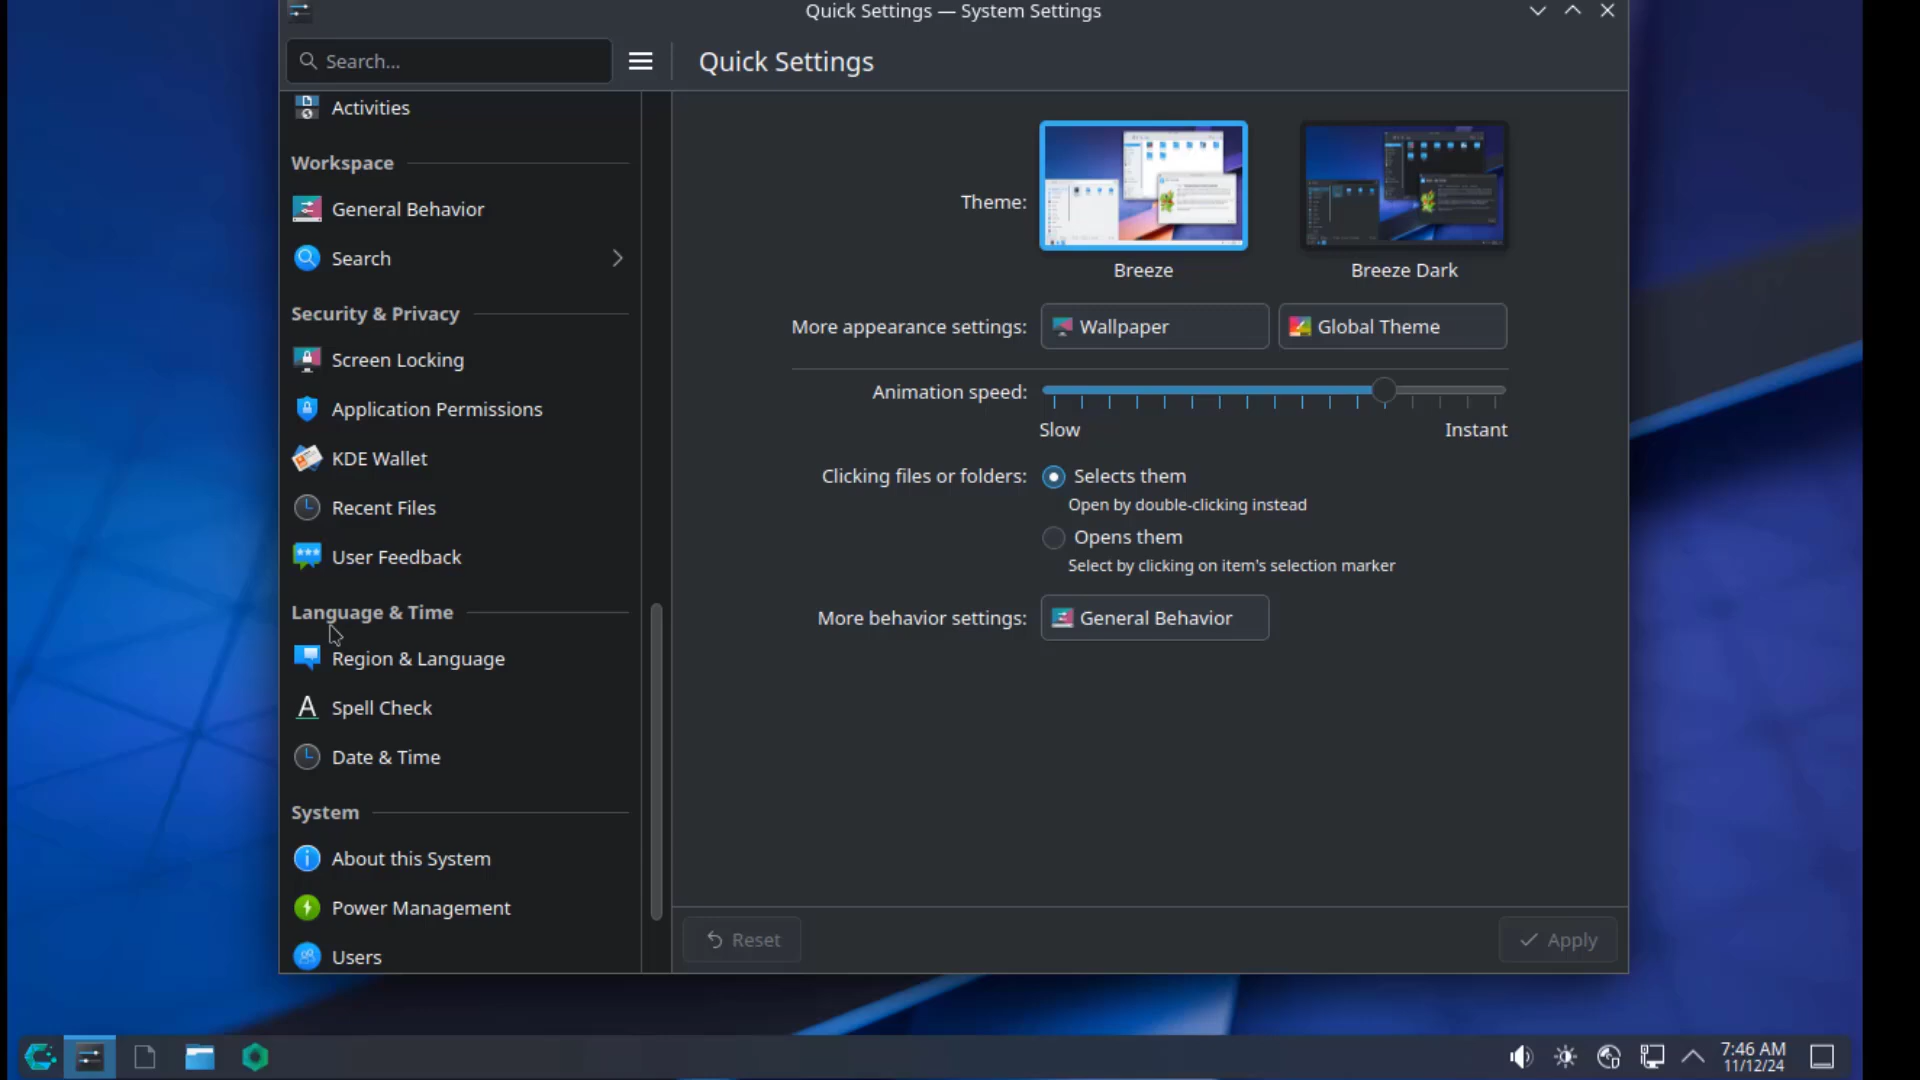 Quick Settings — System Settings
Search...
Quick Settings
Activities
Workspace
General Behavior
Search
Security & Privacy
Screen Locking
Application Permissions
KDE Wallet
Recent Files
User Feedback
Language & Time
Region & Language
Spell Check
Date & Time
System
About this System
Power Management
Users
Theme:
Breeze
Breeze Dark
More appearance settings:
Wallpaper
Global Theme
Animation speed:
Slow
Instant
Clicking files or folders:
Selects them
Open by double-clicking instead
Opens them
Select by clicking on item's selection marker
More behavior settings:
General Behavior
Reset
Apply
7:46 AM
11/12/24